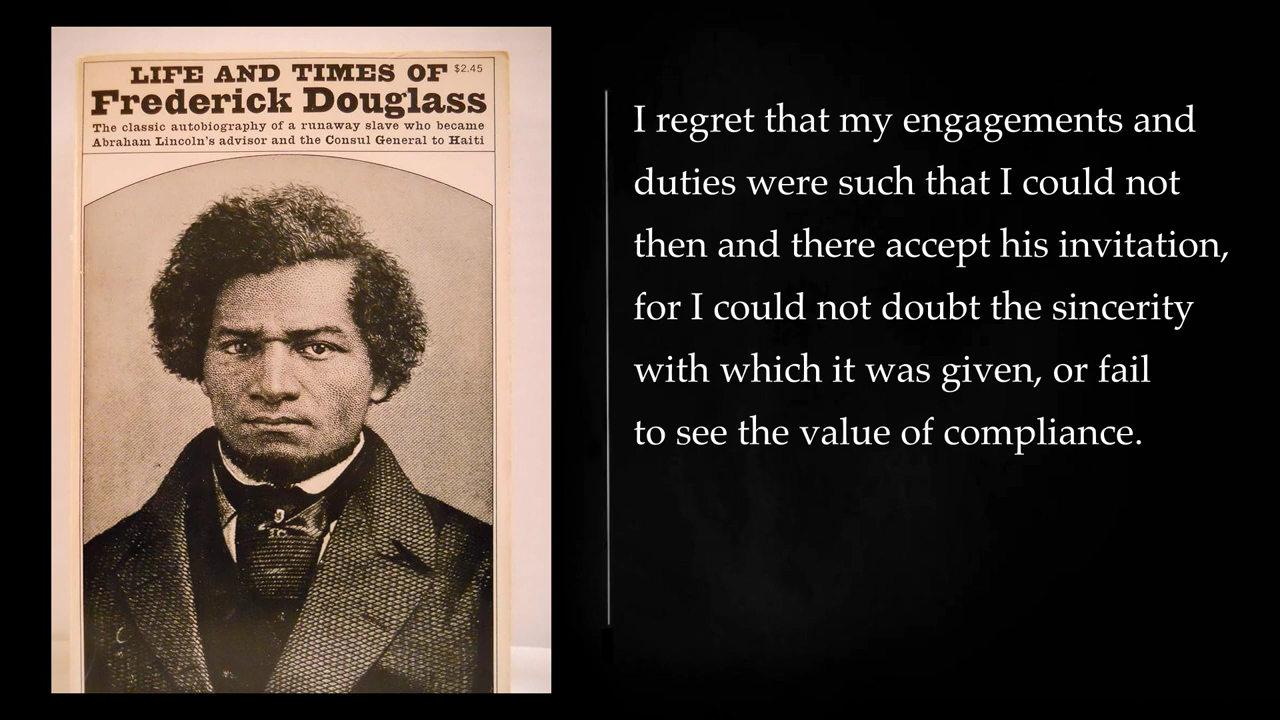 LIFE AND TIMES OF $2.45
Frederick Douglass
The classic autobiography of a runaway slave who became
Abraham Lincoln's advisor and the Consul General to Haiti
I regret that my engagements and
duties were such that I could not
then and there accept his invitation,
for I could not doubt the sincerity
with which it was given, or fail
to see the value of compliance.